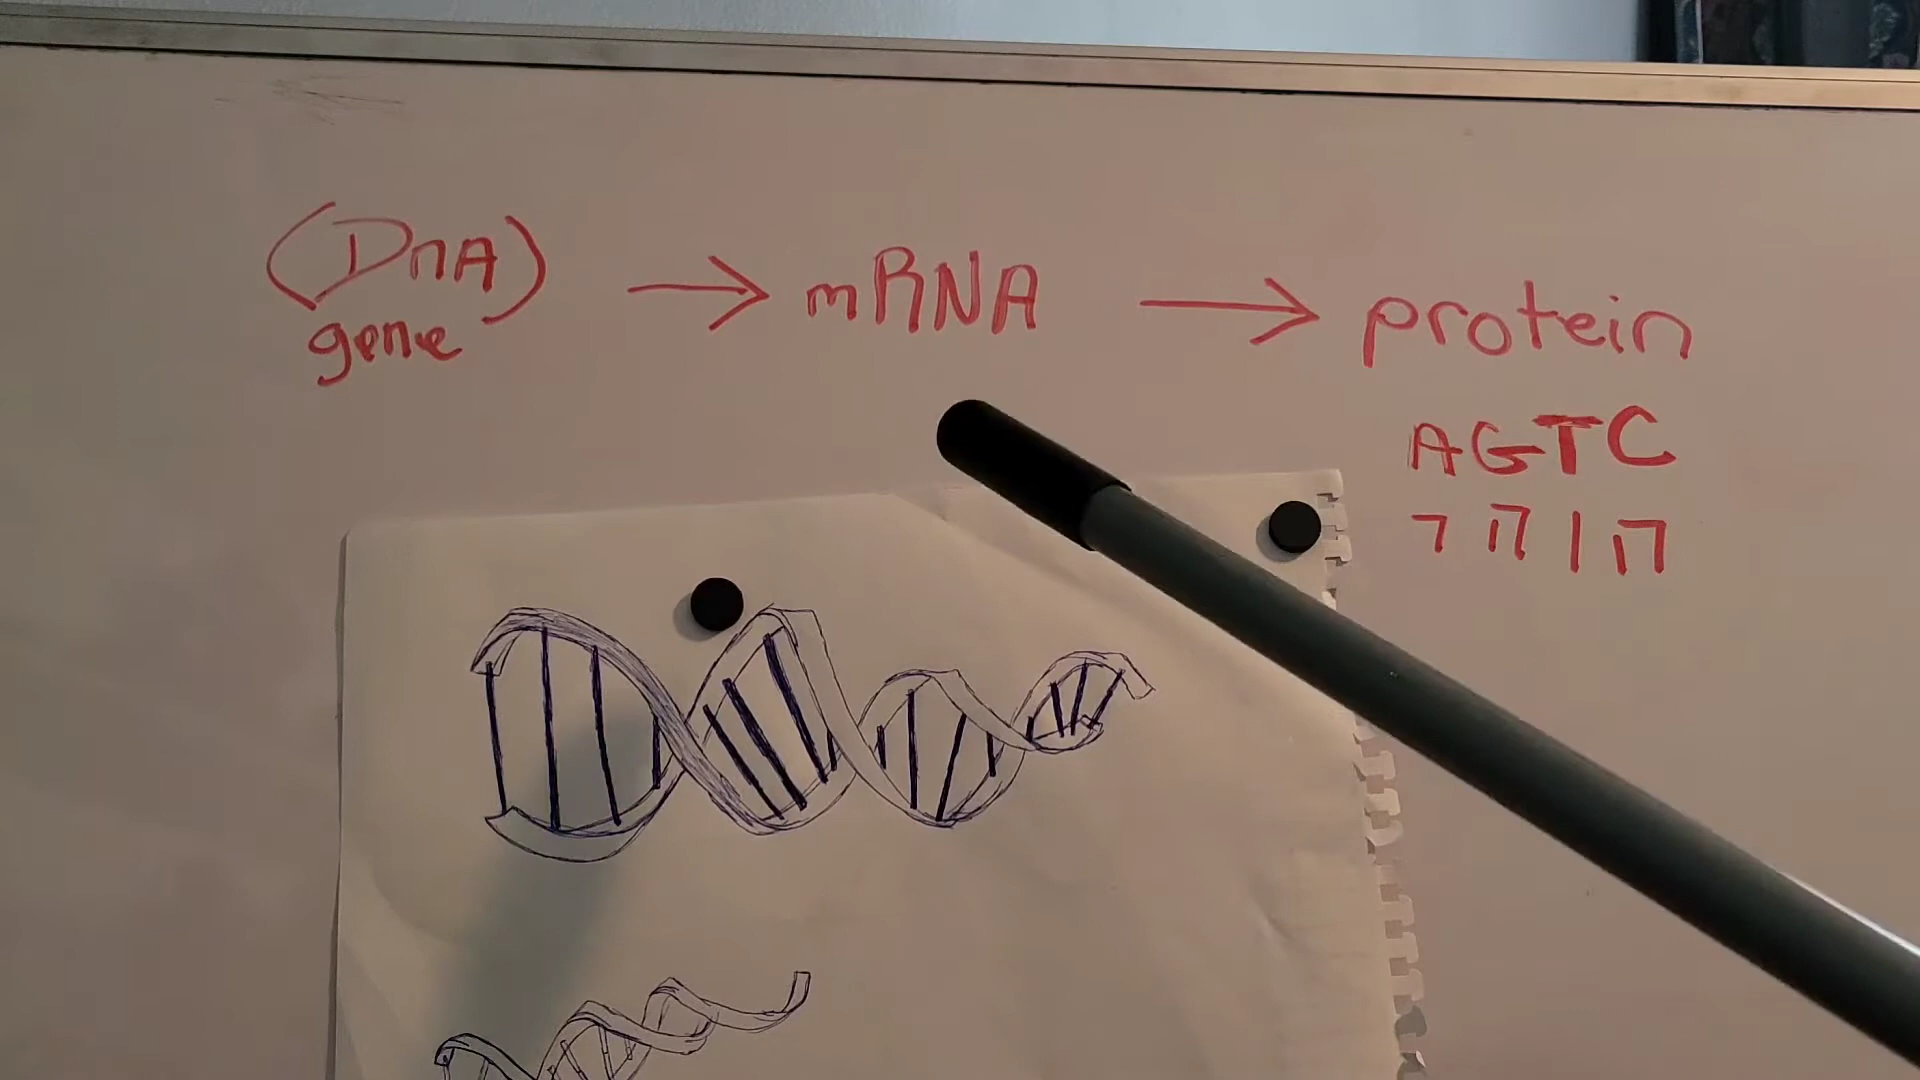 (DnA) → mRNA → protein
gene
AGTC
י ה ו ה